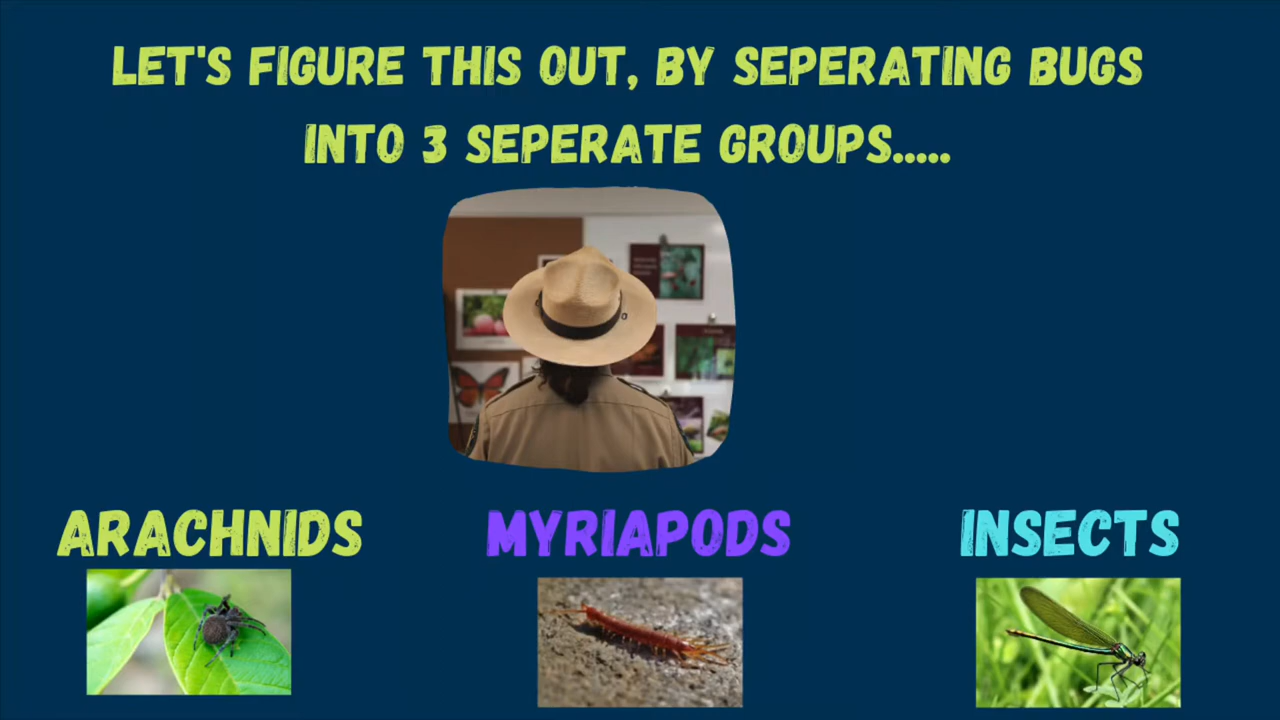 LET'S FIGURE THIS OUT, BY SEPERATING BUGS
INTO 3 SEPERATE GROUPS.....
ARACHNIDS
MYRIAPODS
INSECTS